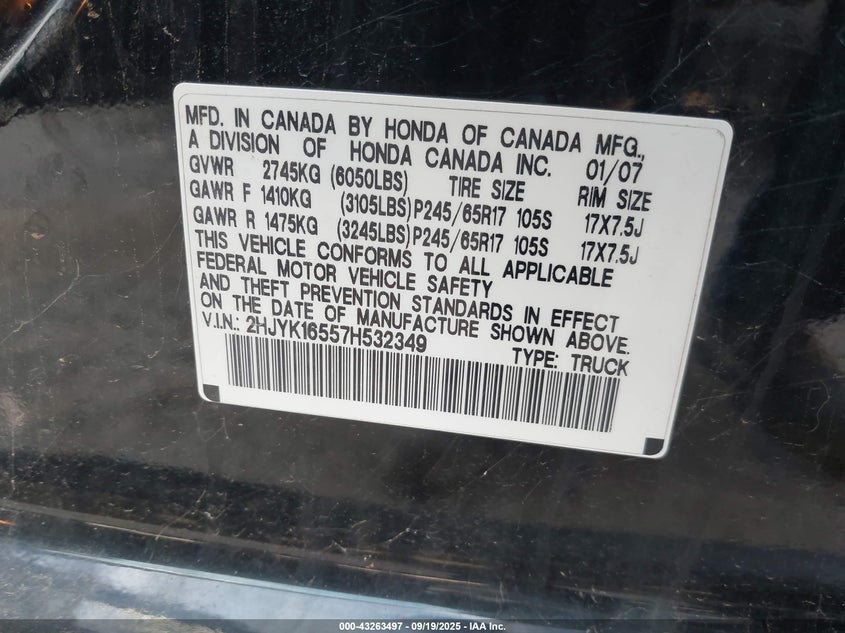 MFD. IN CANADA BY HONDA OF CANADA MFG.,
A DIVISION OF HONDA CANADA INC. 01/07
GVWR 2745KG (6050LBS) TIRE SIZE RIM SIZE
GAWR F 1410KG (3105LBS) P245/65R17 105S 17X7.5J
GAWR R 1475KG (3245LBS) P245/65R17 105S 17X7.5J
THIS VEHICLE CONFORMS TO ALL APPLICABLE
FEDERAL MOTOR VEHICLE SAFETY
AND THEFT PREVENTION STANDARDS IN EFFECT
ON THE DATE OF MANUFACTURE SHOWN ABOVE.
V.I.N.: 2HJYK16557H532349 TYPE: TRUCK
000-43263497 - 09/19/2025 - IAA Inc.